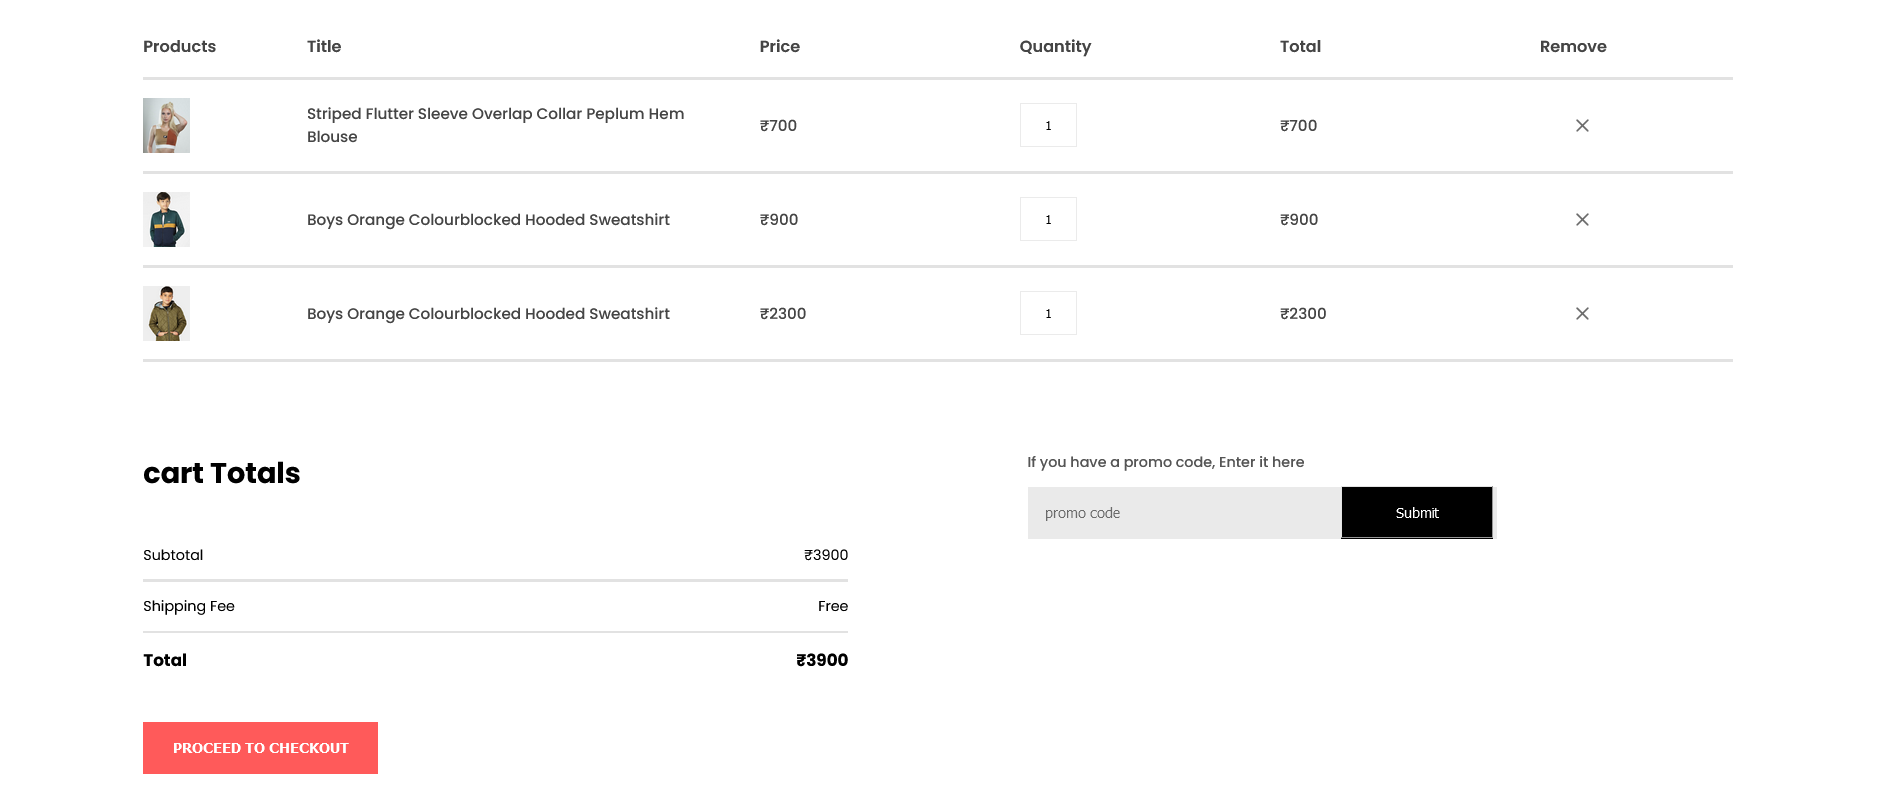 Products Title Price Quantity Total Remove
Striped Flutter Sleeve Overlap Collar Peplum Hem
Blouse
₹700 1 ₹700
Boys Orange Colourblocked Hooded Sweatshirt ₹900 1 ₹900
Boys Orange Colourblocked Hooded Sweatshirt ₹2300 1 ₹2300
cart Totals
Subtotal ₹3900
Shipping Fee Free
Total ₹3900
PROCEED TO CHECKOUT
If you have a promo code, Enter it here
promo code Submit